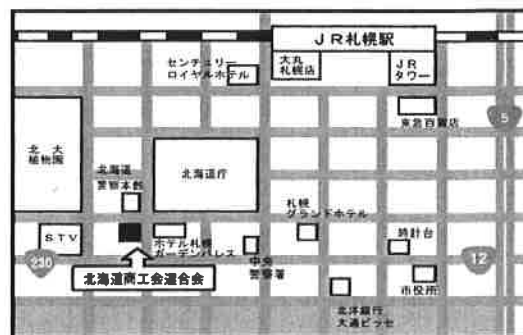 JR札幌駅
センチュリー
ロイヤルホテル
大丸
札幌店
JR
タワー
東急百貨店
5
北大
植物園
北海道
警察本部
北海道庁
札幌
グランドホテル
STV
ホテル札幌
ガーデンパレス
中央
警察署
時計台
230
12
北海道商工会連合会
市役所
北洋銀行
大通ビッセ